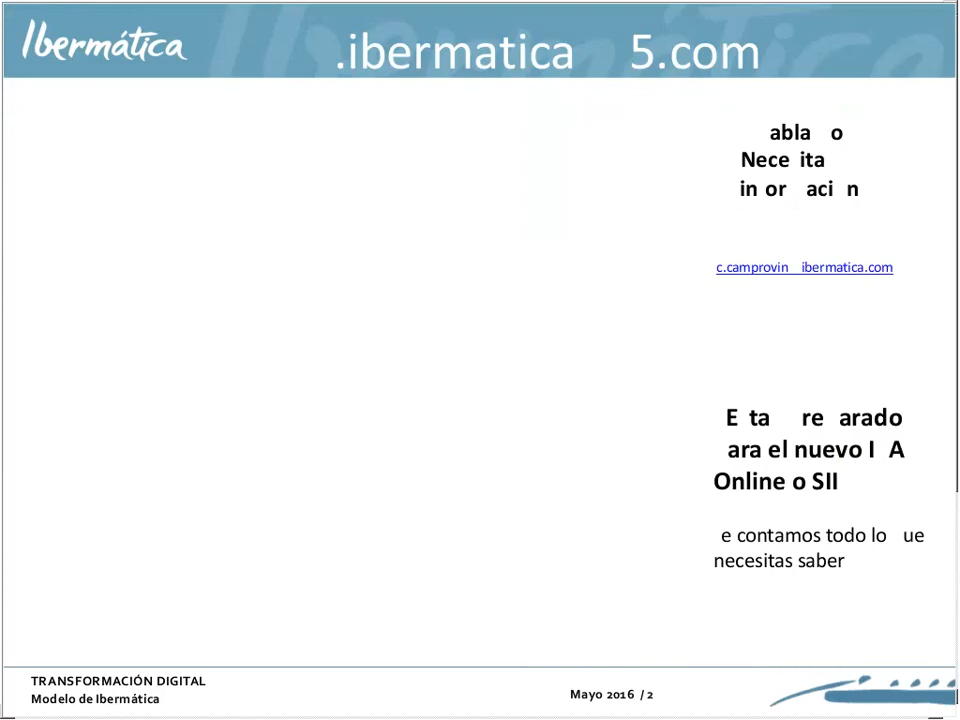 Ibermática
.ibermatica 5.com
abla o
Nece ita
in or aci n
c.camprovin ibermatica.com
E ta re arado
ara el nuevo I A
Online o SII
e contamos todo lo ue
necesitas saber
TRANSFORMACIÓN DIGITAL
Modelo de Ibermática
Mayo 2016 / 2